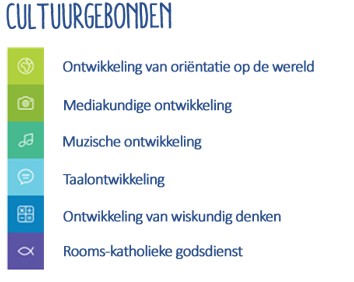 CULTUURGEBONDEN
Ontwikkeling van oriëntatie op de wereld
Mediakundige ontwikkeling
Muzische ontwikkeling
Taalontwikkeling
Ontwikkeling van wiskundig denken
Rooms-katholieke godsdienst